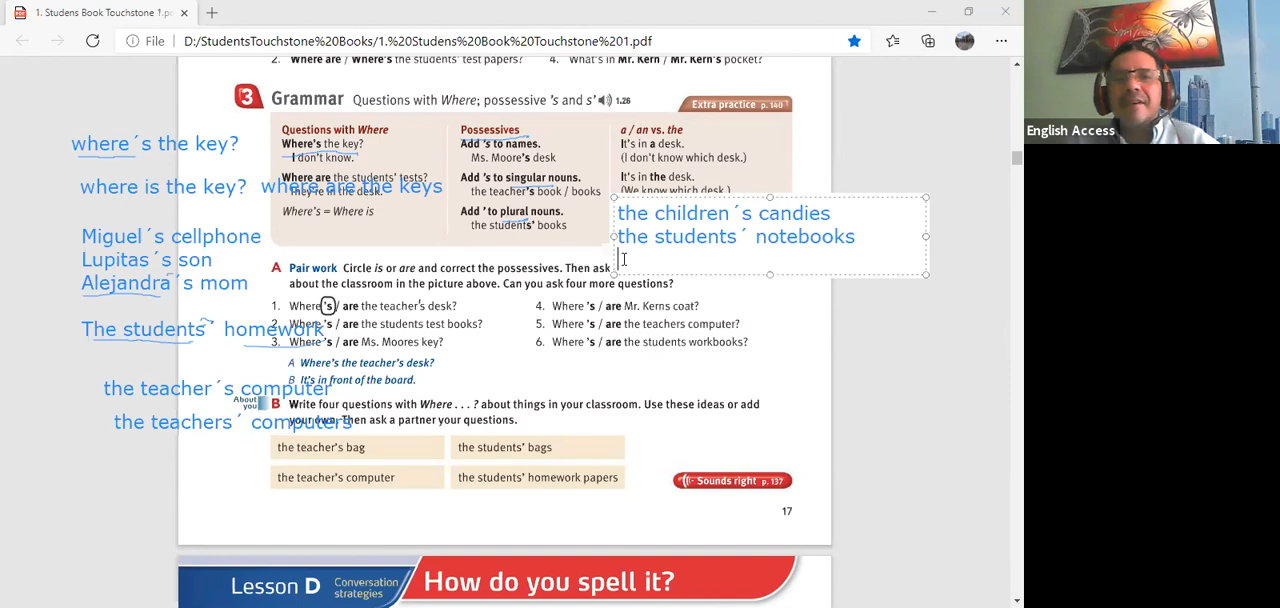 1. Studens Book Touchstone 1.p
File
D:/StudentsTouchstone%20Books/1.%20Studens%20Book%20Touchstone%201.pdf
2. Where are / Where's the students' test papers?
4. What's in Mr. Kern / Mr. Kern's pocket?
3 Grammar Questions with Where; possessive 's and s' 1.26
Extra practice p. 140
Questions with Where
Where's the key?
I don't know.
Where are the students' tests?
They're in the desk.
Where's = Where is
Possessives
Add 's to names.
Ms. Moore's desk
Add 's to singular nouns.
the teacher's book / books
Add ' to plural nouns.
the students' books
a / an vs. the
It's in a desk.
(I don't know which desk.)
It's in the desk.
(We know which desk.)
where´s the key?
where is the key?
where are the keys
Miguel´s cellphone
Lupitas´s son
Alejandra´s mom
The students´ homework
the teacher´s computer
the teachers´ computers
the children´s candies
the students´ notebooks
A Pair work Circle is or are and correct the possessives. Then ask
about the classroom in the picture above. Can you ask four more questions?
1. Where 's / are the teacher's desk?
2. Where 's / are the students test books?
3. Where 's / are Ms. Moores key?
4. Where 's / are Mr. Kerns coat?
5. Where 's / are the teachers computer?
6. Where 's / are the students workbooks?
A Where's the teacher's desk?
B It's in front of the board.
About you
B Write four questions with Where . . . ? about things in your classroom. Use these ideas or add
your own. Then ask a partner your questions.
the teacher's bag
the students' bags
the teacher's computer
the students' homework papers
Sounds right p. 137
17
Lesson D
Conversation strategies
How do you spell it?
English Access